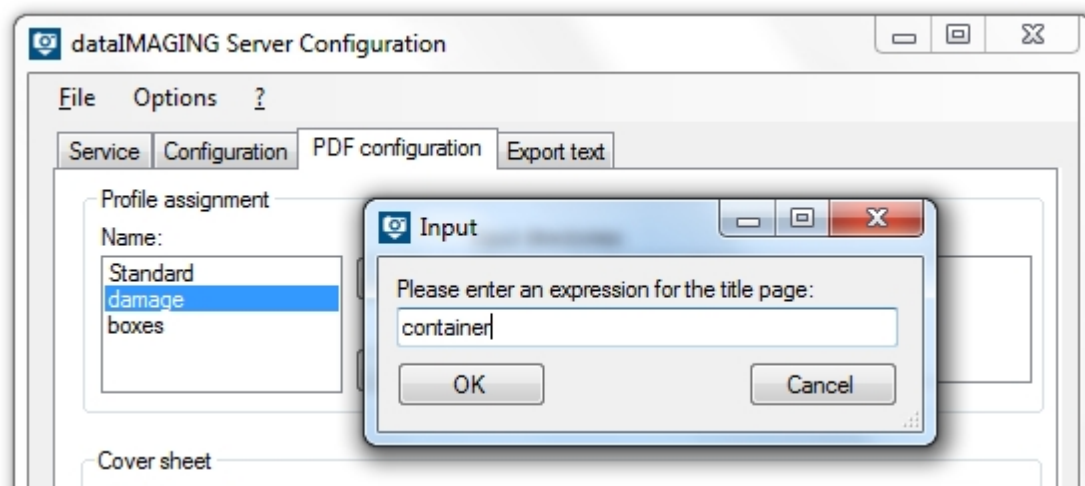 dataIMAGING Server Configuration
File Options ?
Service Configuration PDF configuration Export text
Profile assignment
Name:
Standard
damage
boxes
Input
Please enter an expression for the title page:
container
OK Cancel
Cover sheet